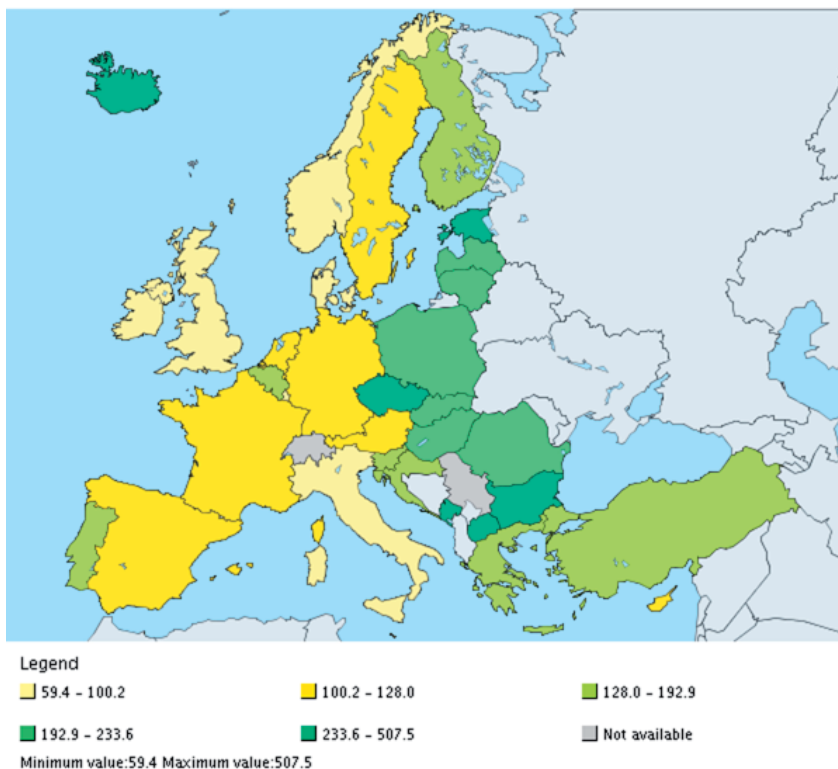 Legend
59.4 - 100.2 100.2 - 128.0 128.0 - 192.9
192.9 - 233.6 233.6 - 507.5 Not available
Minimum value:59.4 Maximum value:507.5